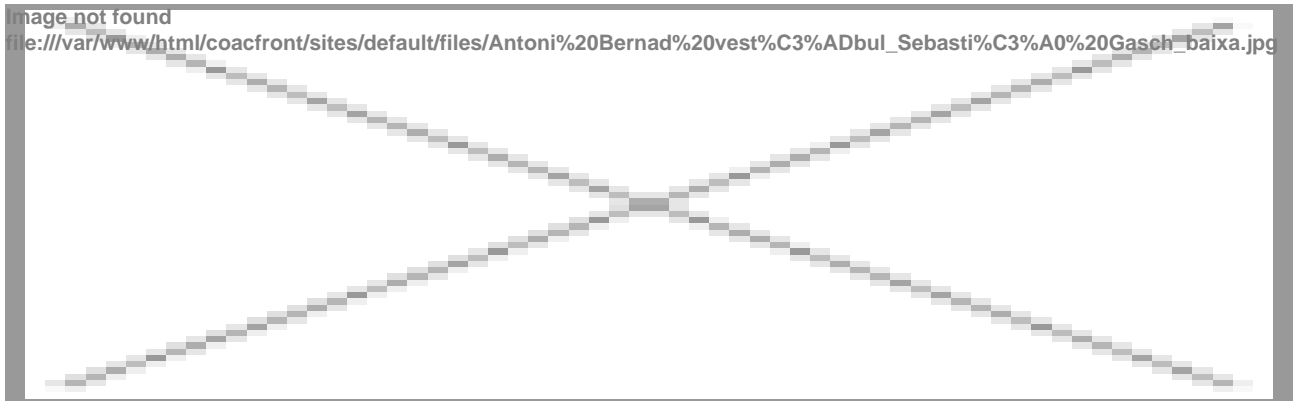 Image not found
file:///var/www/html/coacfront/sites/default/files/Antoni%20Bernad%20vest%C3%ADbul_Sebasti%C3%A0%20Gasch_baixa.jpg